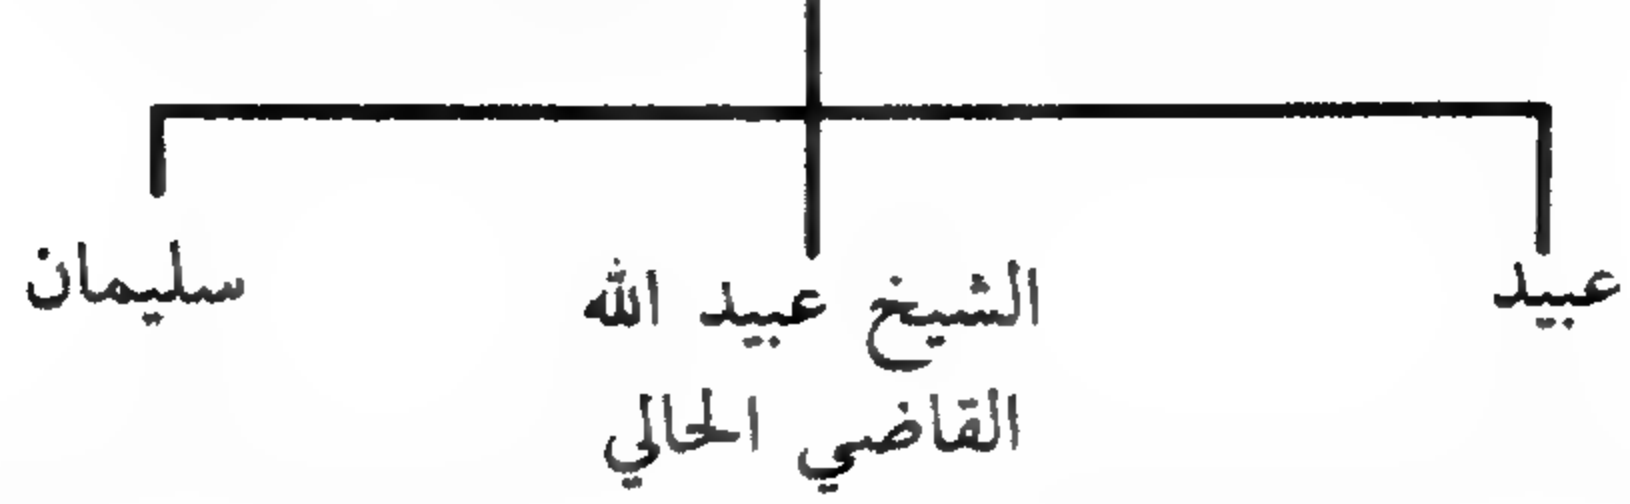 عبيد
الشيخ عبيد الله
القاضي الحالي
سليمان